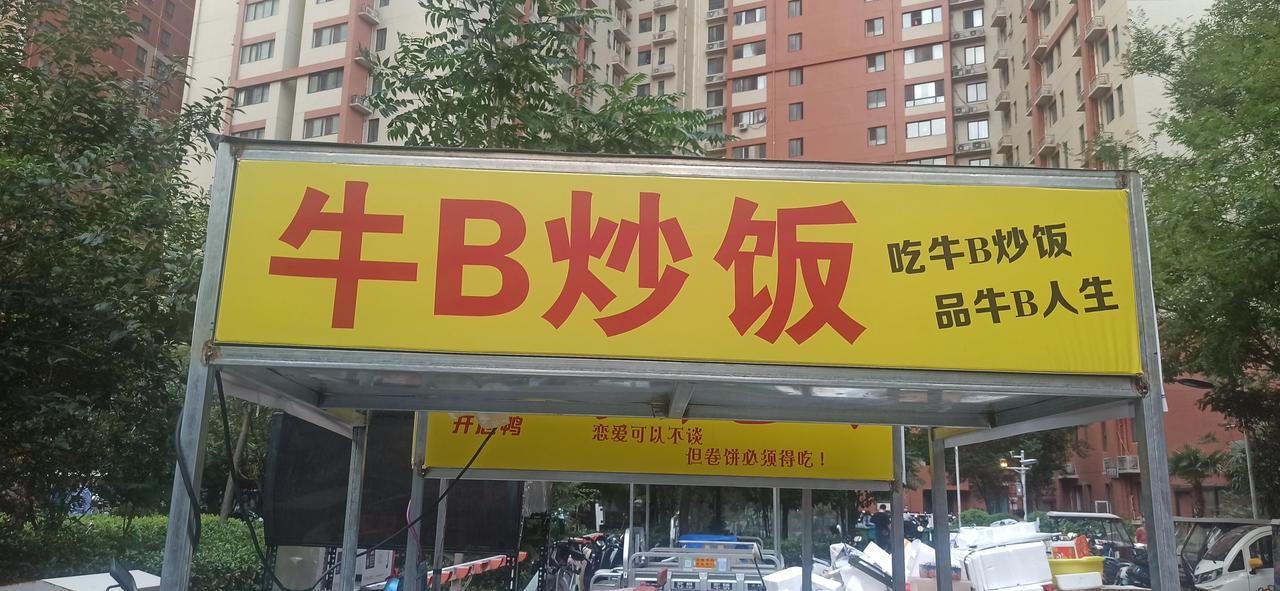 牛B炒饭
吃牛B炒饭
品牛B人生
恋爱可以不谈
但卷饼必须得吃！